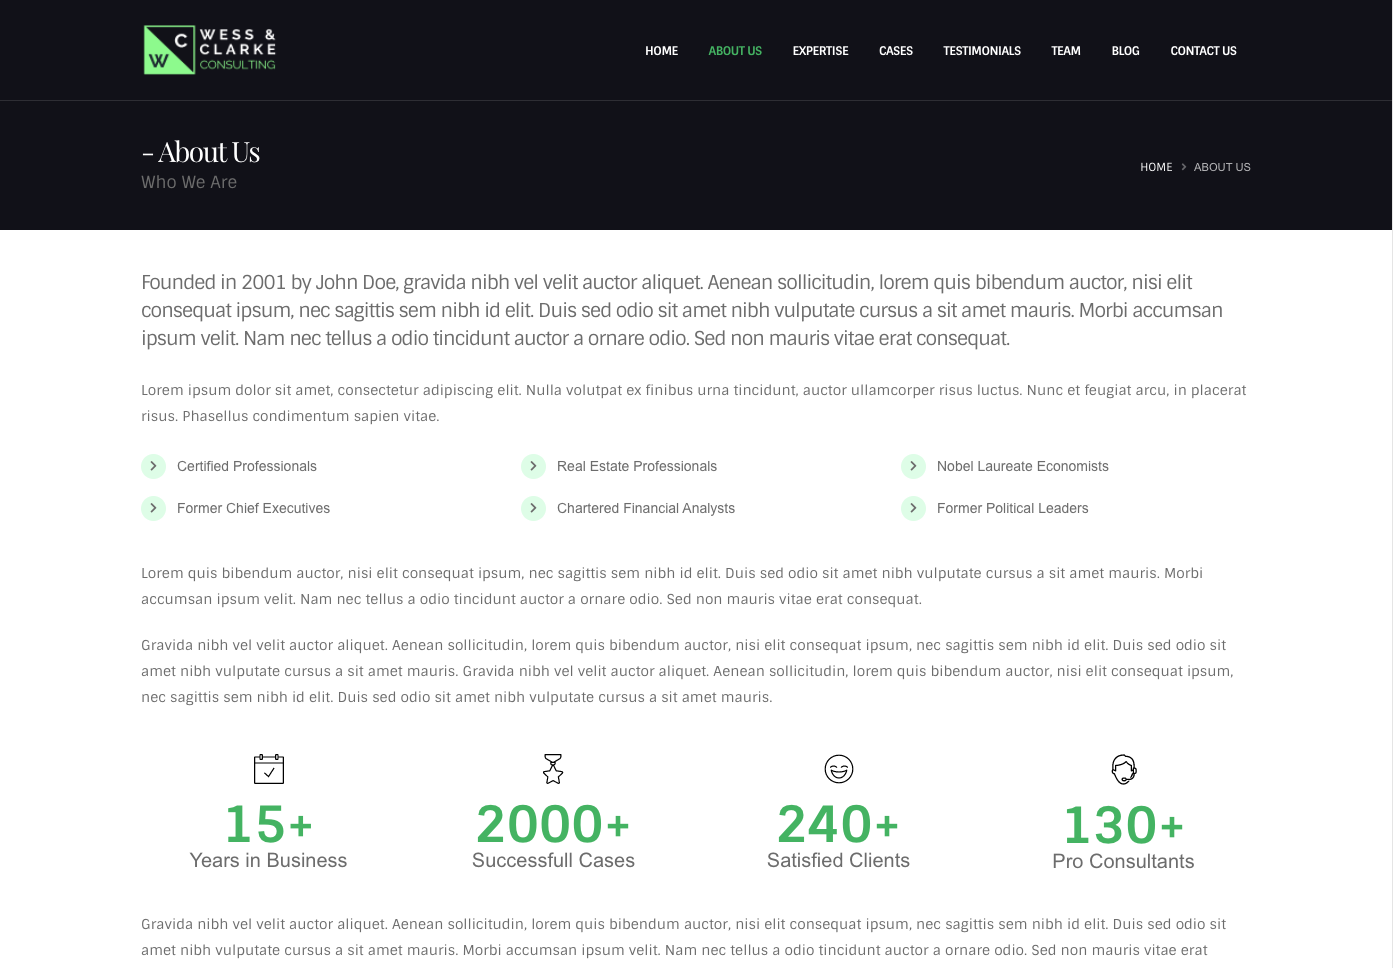 WESS &
CLARKE
CONSULTING
C
W
HOME ABOUT US EXPERTISE CASES TESTIMONIALS TEAM BLOG CONTACT US
– About Us
Who We Are
HOME > ABOUT US
Founded in 2001 by John Doe, gravida nibh vel velit auctor aliquet. Aenean sollicitudin, lorem quis bibendum auctor, nisi elit
consequat ipsum, nec sagittis sem nibh id elit. Duis sed odio sit amet nibh vulputate cursus a sit amet mauris. Morbi accumsan
ipsum velit. Nam nec tellus a odio tincidunt auctor a ornare odio. Sed non mauris vitae erat consequat.
Lorem ipsum dolor sit amet, consectetur adipiscing elit. Nulla volutpat ex finibus urna tincidunt, auctor ullamcorper risus luctus. Nunc et feugiat arcu, in placerat
risus. Phasellus condimentum sapien vitae.
Certified Professionals Real Estate Professionals Nobel Laureate Economists
Former Chief Executives Chartered Financial Analysts Former Political Leaders
Lorem quis bibendum auctor, nisi elit consequat ipsum, nec sagittis sem nibh id elit. Duis sed odio sit amet nibh vulputate cursus a sit amet mauris. Morbi
accumsan ipsum velit. Nam nec tellus a odio tincidunt auctor a ornare odio. Sed non mauris vitae erat consequat.
Gravida nibh vel velit auctor aliquet. Aenean sollicitudin, lorem quis bibendum auctor, nisi elit consequat ipsum, nec sagittis sem nibh id elit. Duis sed odio sit
amet nibh vulputate cursus a sit amet mauris. Gravida nibh vel velit auctor aliquet. Aenean sollicitudin, lorem quis bibendum auctor, nisi elit consequat ipsum,
nec sagittis sem nibh id elit. Duis sed odio sit amet nibh vulputate cursus a sit amet mauris.
15+ 2000+ 240+ 130+
Years in Business Successfull Cases Satisfied Clients Pro Consultants
Gravida nibh vel velit auctor aliquet. Aenean sollicitudin, lorem quis bibendum auctor, nisi elit consequat ipsum, nec sagittis sem nibh id elit. Duis sed odio sit
amet nibh vulputate cursus a sit amet mauris. Morbi accumsan ipsum velit. Nam nec tellus a odio tincidunt auctor a ornare odio. Sed non mauris vitae erat